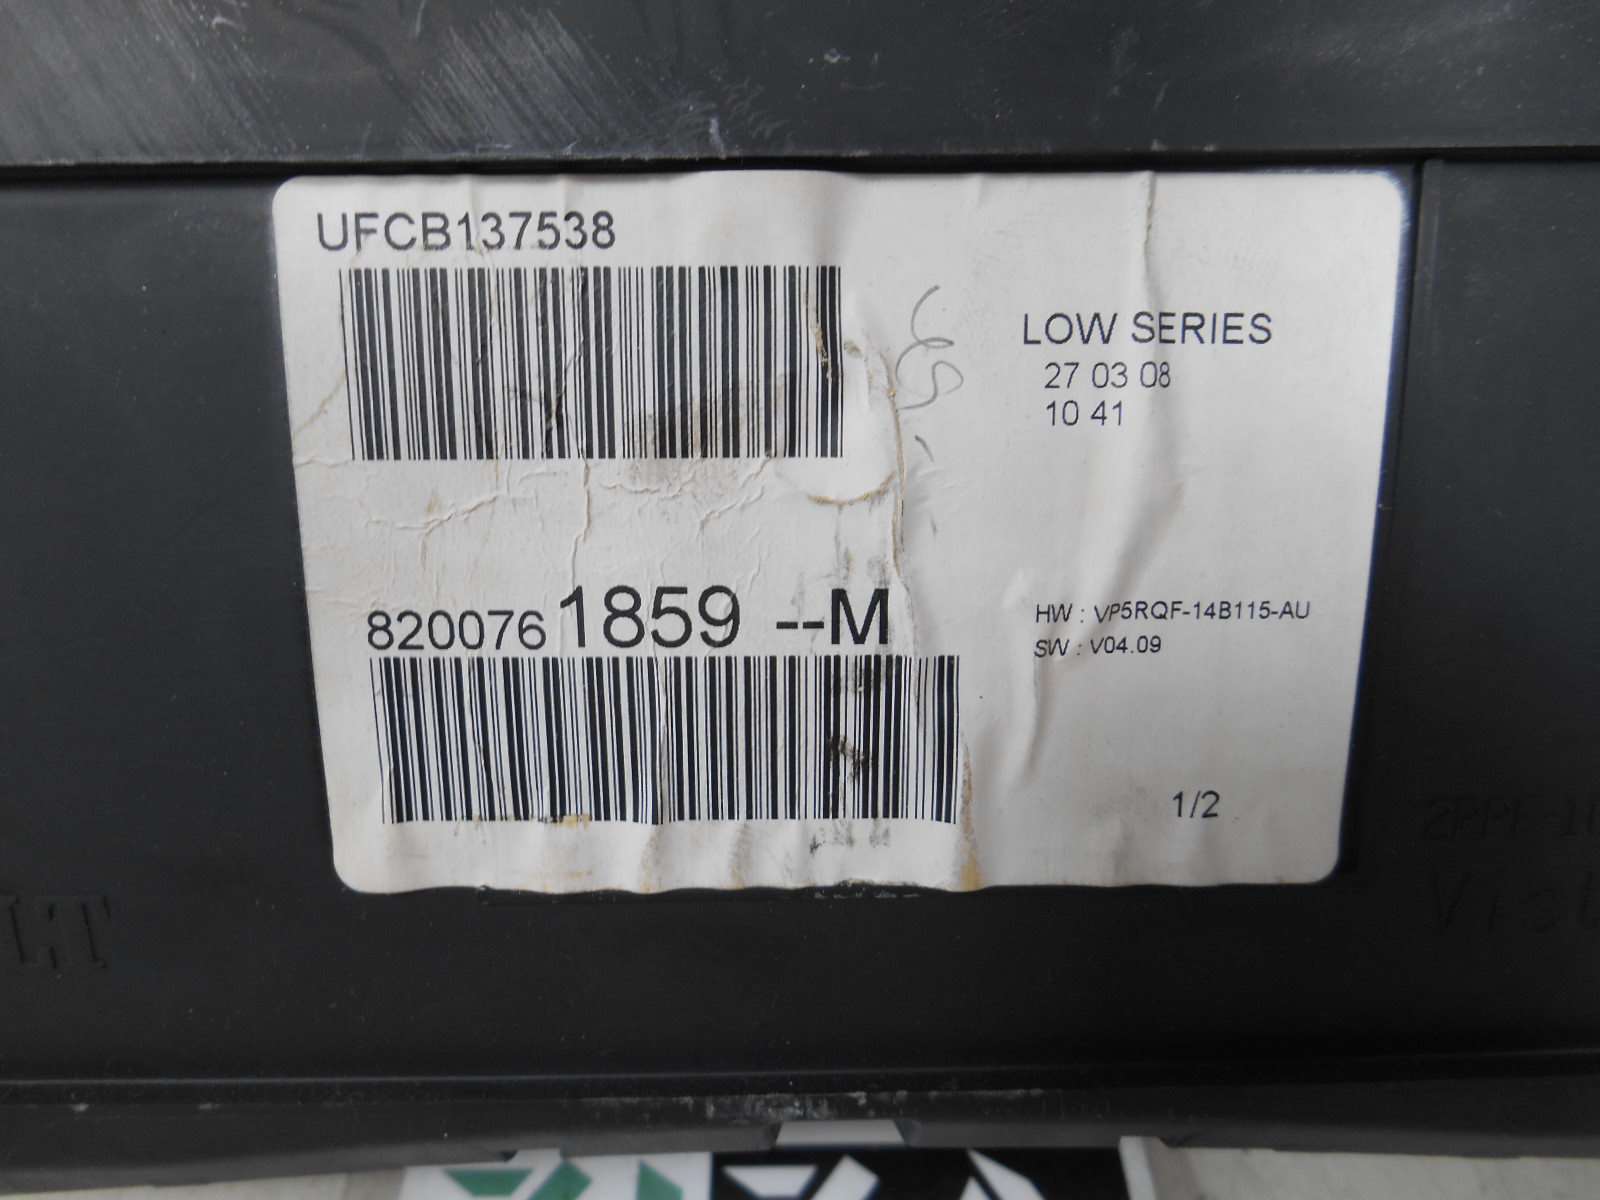 UFCB137538
LOW SERIES
27 03 08
10 41
8200761859 --M
HW : VP5RQF-14B115-AU
SW : V04.09
1/2